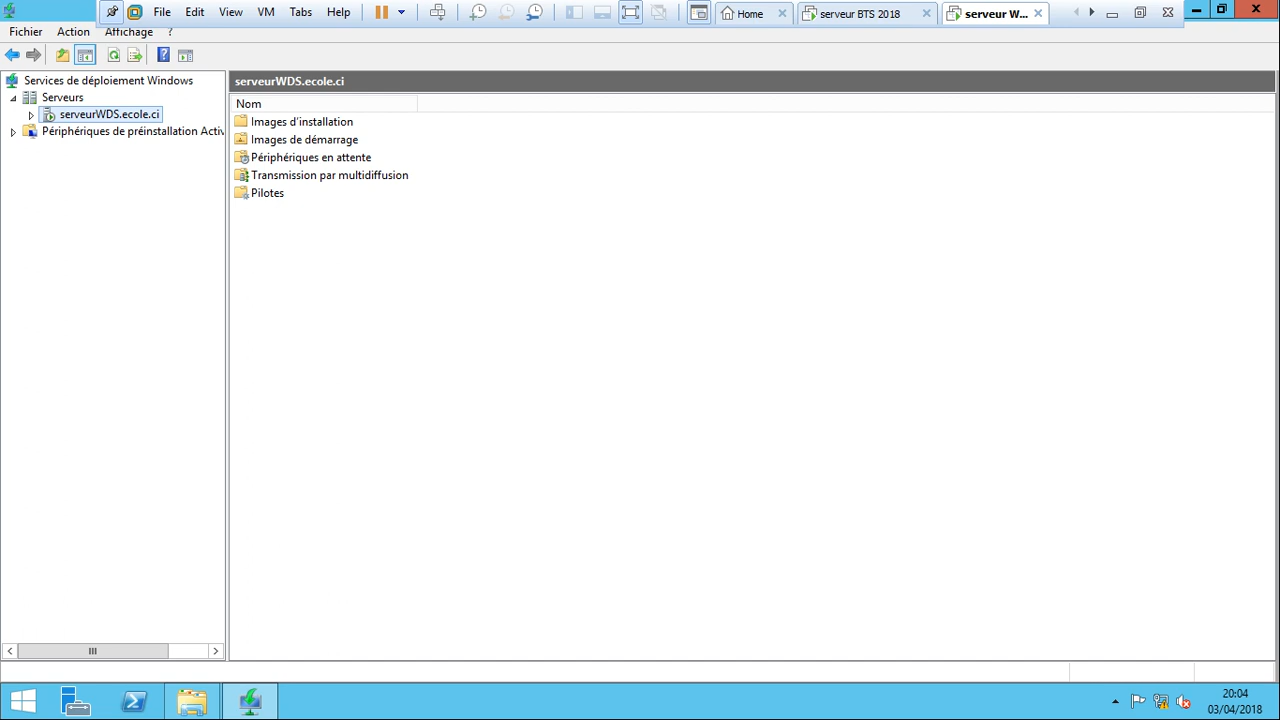 File Edit View VM Tabs Help Home serveur BTS 2018 serveur W...
Fichier Action Affichage ?
Services de déploiement Windows
Serveurs
serveurWDS.ecole.ci
Périphériques de préinstallation Activ
serveurWDS.ecole.ci
Nom
Images d'installation
Images de démarrage
Périphériques en attente
Transmission par multidiffusion
Pilotes
20:04
03/04/2018